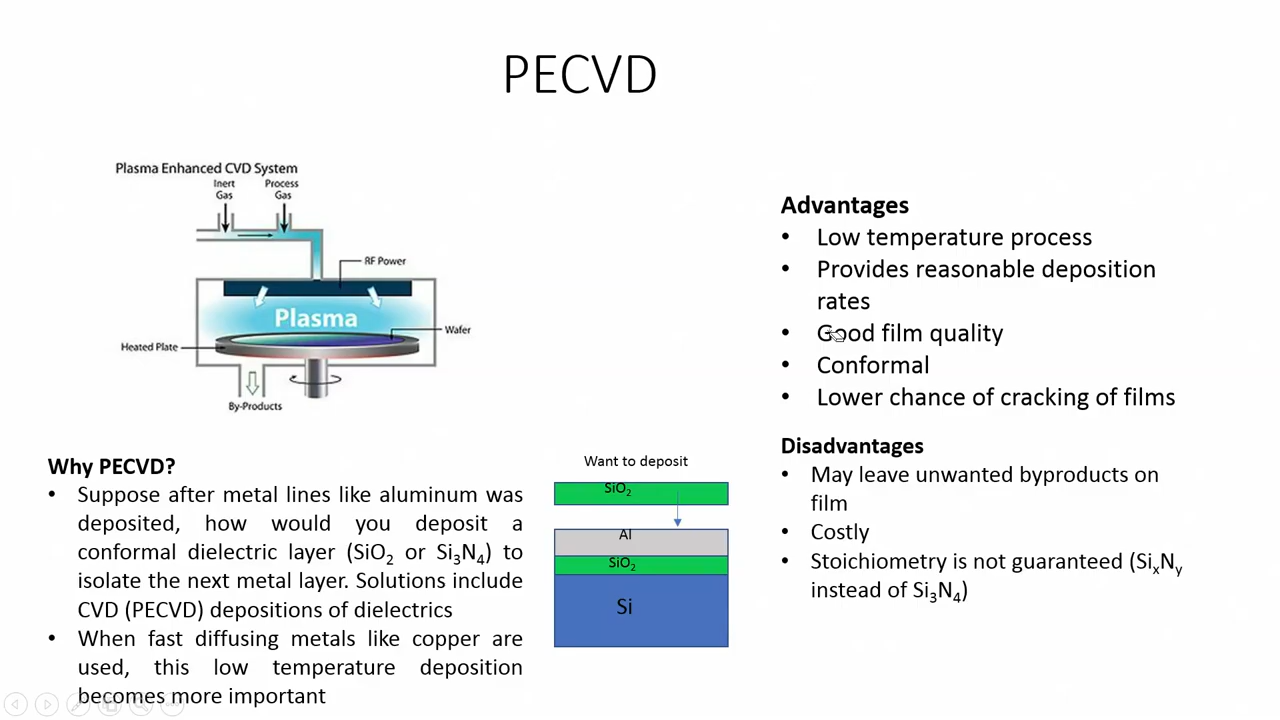 PECVD
Plasma Enhanced CVD System
Inert
Gas
Process
Gas
RF Power
Plasma
Wafer
Heated Plate
By-Products
Why PECVD?
• Suppose after metal lines like aluminum was
deposited, how would you deposit a
conformal dielectric layer (SiO₂ or Si₃N₄) to
isolate the next metal layer. Solutions include
CVD (PECVD) depositions of dielectrics
• When fast diffusing metals like copper are
used, this low temperature deposition
becomes more important
Want to deposit
SiO₂
Al
SiO₂
Si
Advantages
• Low temperature process
• Provides reasonable deposition
rates
• Good film quality
• Conformal
• Lower chance of cracking of films
Disadvantages
• May leave unwanted byproducts on
film
• Costly
• Stoichiometry is not guaranteed (SiₓNᵧ
instead of Si₃N₄)